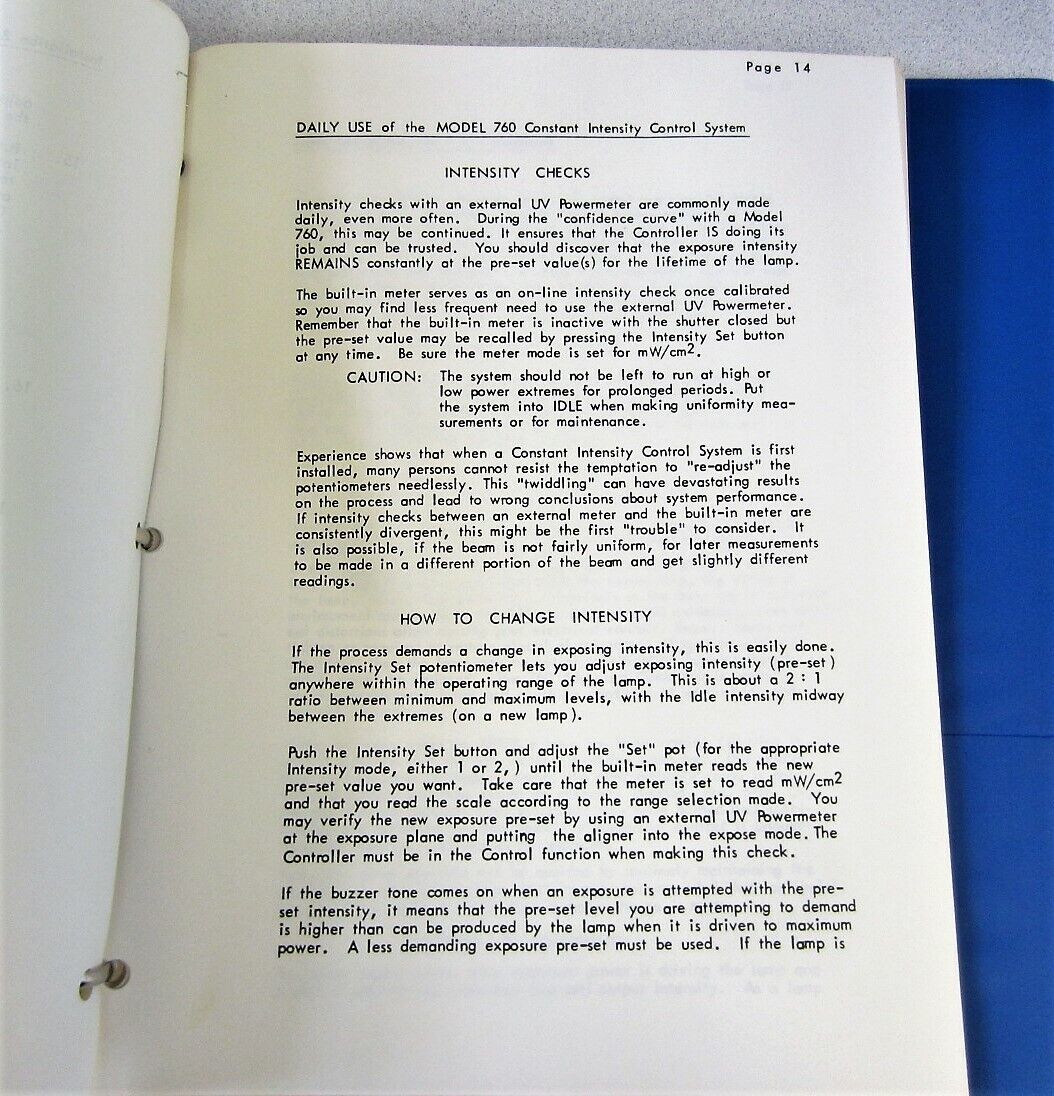 Page 14
DAILY USE of the MODEL 760 Constant Intensity Control System
INTENSITY CHECKS
Intensity checks with an external UV Powermeter are commonly made
daily, even more often. During the "confidence curve" with a Model
760, this may be continued. It ensures that the Controller IS doing its
job and can be trusted. You should discover that the exposure intensity
REMAINS constantly at the pre-set value(s) for the lifetime of the lamp.
The built-in meter serves as an on-line intensity check once calibrated
so you may find less frequent need to use the external UV Powermeter.
Remember that the built-in meter is inactive with the shutter closed but
the pre-set value may be recalled by pressing the Intensity Set button
at any time. Be sure the meter mode is set for mW/cm2.
CAUTION: The system should not be left to run at high or
low power extremes for prolonged periods. Put
the system into IDLE when making uniformity mea-
surements or for maintenance.
Experience shows that when a Constant Intensity Control System is first
installed, many persons cannot resist the temptation to "re-adjust" the
potentiometers needlessly. This "twiddling" can have devastating results
on the process and lead to wrong conclusions about system performance.
If intensity checks between an external meter and the built-in meter are
consistently divergent, this might be the first "trouble" to consider. It
is also possible, if the beam is not fairly uniform, for later measurements
to be made in a different portion of the beam and get slightly different
readings.
HOW TO CHANGE INTENSITY
If the process demands a change in exposing intensity, this is easily done.
The Intensity Set potentiometer lets you adjust exposing intensity (pre-set)
anywhere within the operating range of the lamp. This is about a 2 : 1
ratio between minimum and maximum levels, with the Idle intensity midway
between the extremes (on a new lamp).
Push the Intensity Set button and adjust the "Set" pot (for the appropriate
Intensity mode, either 1 or 2,) until the built-in meter reads the new
pre-set value you want. Take care that the meter is set to read mW/cm2
and that you read the scale according to the range selection made. You
may verify the new exposure pre-set by using an external UV Powermeter
at the exposure plane and putting the aligner into the expose mode. The
Controller must be in the Control function when making this check.
If the buzzer tone comes on when an exposure is attempted with the pre-
set intensity, it means that the pre-set level you are attempting to demand
is higher than can be produced by the lamp when it is driven to maximum
power. A less demanding exposure pre-set must be used. If the lamp is